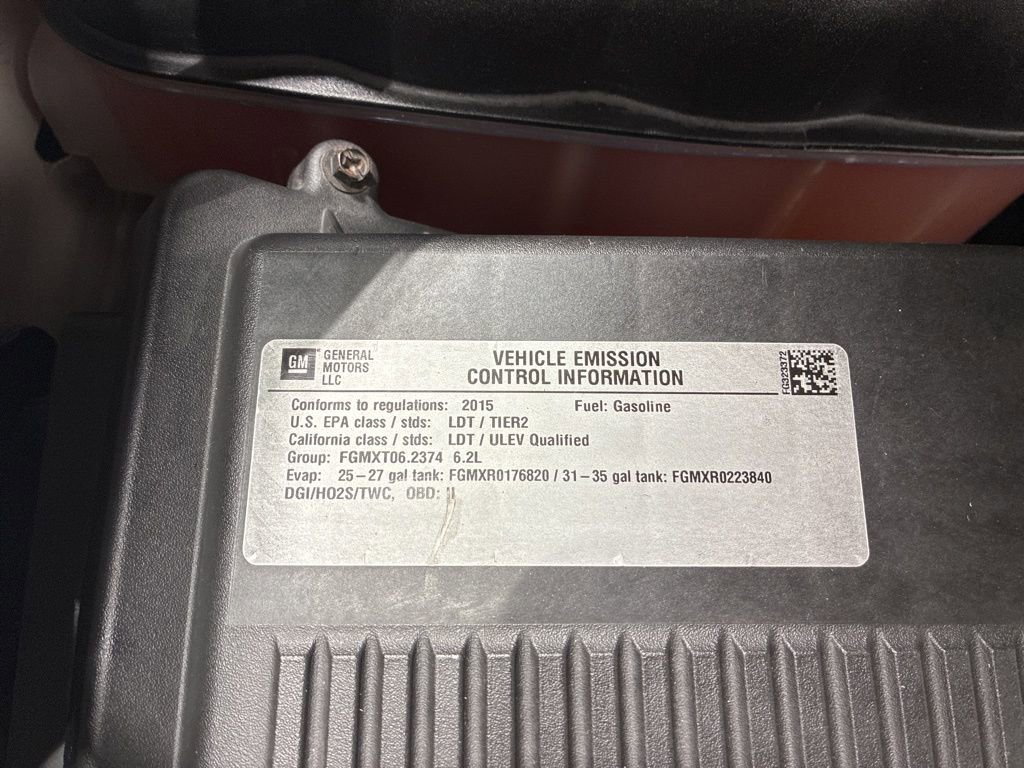 GM
GENERAL
MOTORS
LLC
VEHICLE EMISSION
CONTROL INFORMATION
FG323372
Conforms to regulations: 2015 Fuel: Gasoline
U.S. EPA class / stds: LDT / TIER2
California class / stds: LDT / ULEV Qualified
Group: FGMXT06.2374 6.2L
Evap: 25–27 gal tank: FGMXR0176820 / 31–35 gal tank: FGMXR0223840
DGI/HO2S/TWC, OBD: II